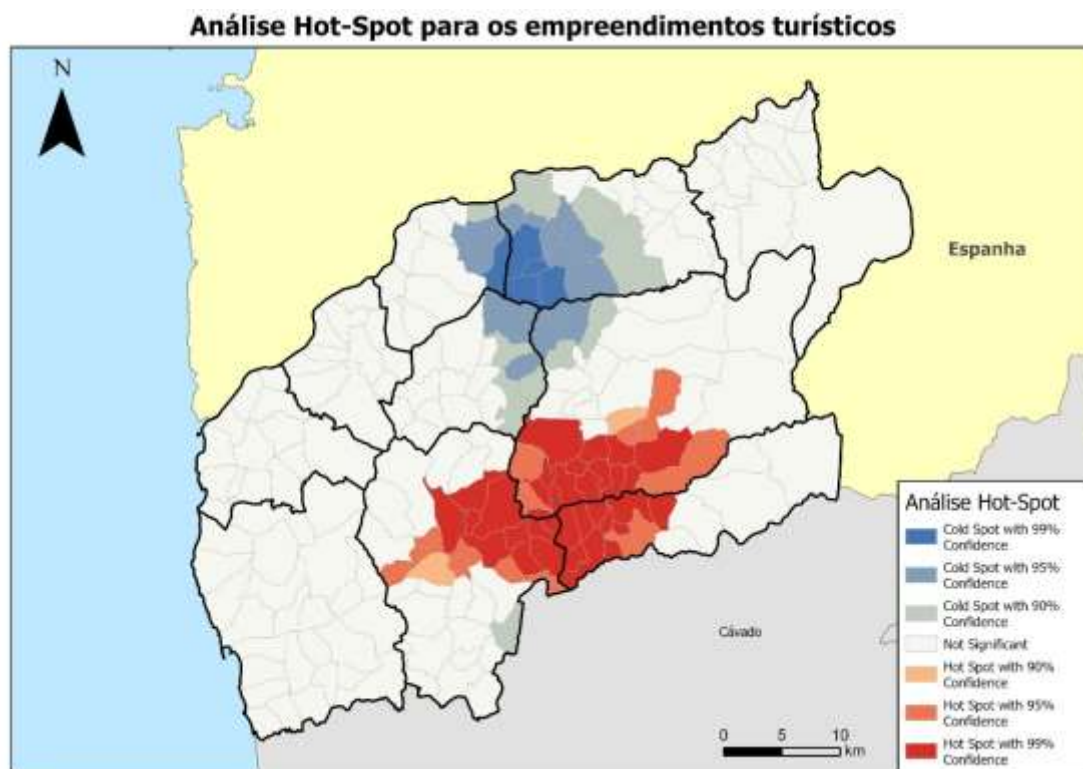 Análise Hot-Spot para os empreendimentos turísticos
N
Espanha
Cávado
Análise Hot-Spot
Cold Spot with 99%
Confidence
Cold Spot with 95%
Confidence
Cold Spot with 90%
Confidence
Not Significant
Hot Spot with 90%
Confidence
Hot Spot with 95%
Confidence
Hot Spot with 99%
Confidence
0 5 10
km